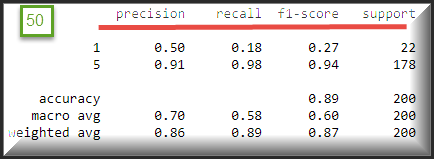 50
precision recall f1-score support
1 0.50 0.18 0.27 22
5 0.91 0.98 0.94 178
accuracy 0.89 200
macro avg 0.70 0.58 0.60 200
weighted avg 0.86 0.89 0.87 200